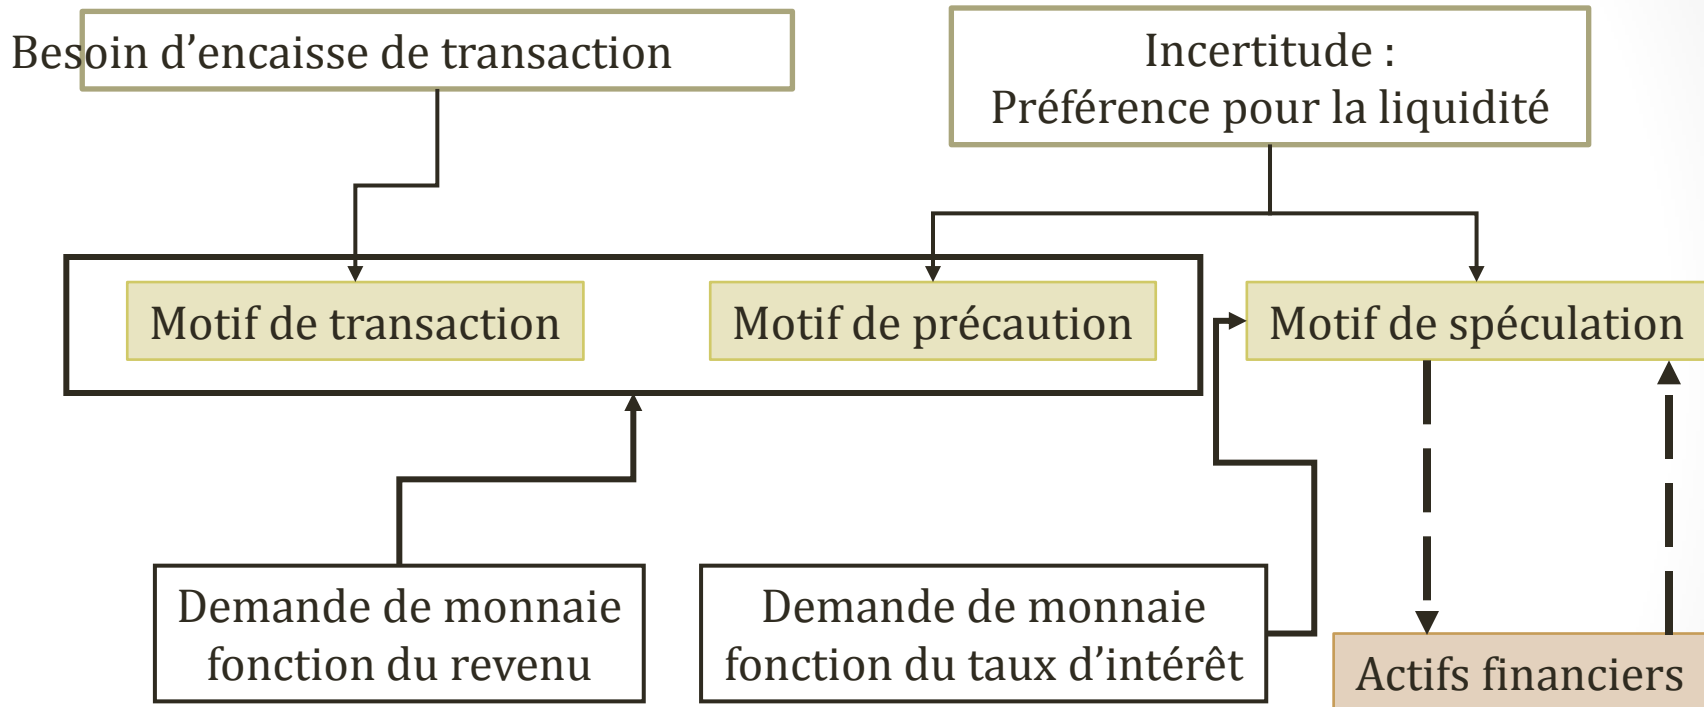 Besoin d’encaisse de transaction
Incertitude :
Préférence pour la liquidité
Motif de transaction
Motif de précaution
Motif de spéculation
Demande de monnaie
fonction du revenu
Demande de monnaie
fonction du taux d’intérêt
Actifs financiers